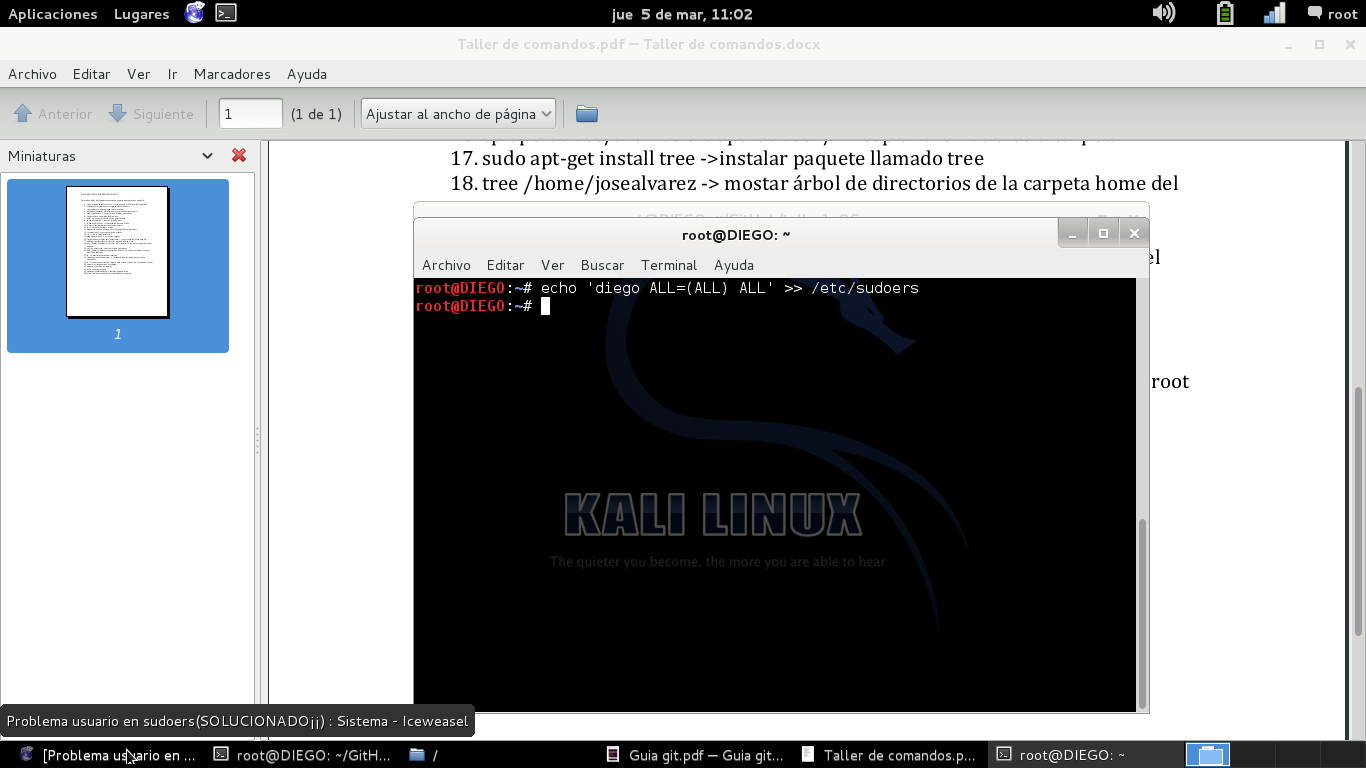 Aplicaciones Lugares jue 5 de mar, 11:02 root
Taller de comandos.pdf — Taller de comandos.docx
Archivo Editar Ver Ir Marcadores Ayuda
Anterior Siguiente 1 (1 de 1) Ajustar al ancho de página
Miniaturas
1
17. sudo apt-get install tree ->instalar paquete llamado tree
18. tree /home/josealvarez -> mostar árbol de directorios de la carpeta home del
el
root
root@DIEGO: ~
Archivo Editar Ver Buscar Terminal Ayuda
root@DIEGO:~# echo 'diego ALL=(ALL) ALL' >> /etc/sudoers
root@DIEGO:~#
KALI LINUX
The quieter you become, the more you are able to hear.
Problema usuario en sudoers(SOLUCIONADO¡¡) : Sistema - Iceweasel
[Problema usuario en ... root@DIEGO: ~/GitH... / Guia git.pdf — Guia git... Taller de comandos.p... root@DIEGO: ~